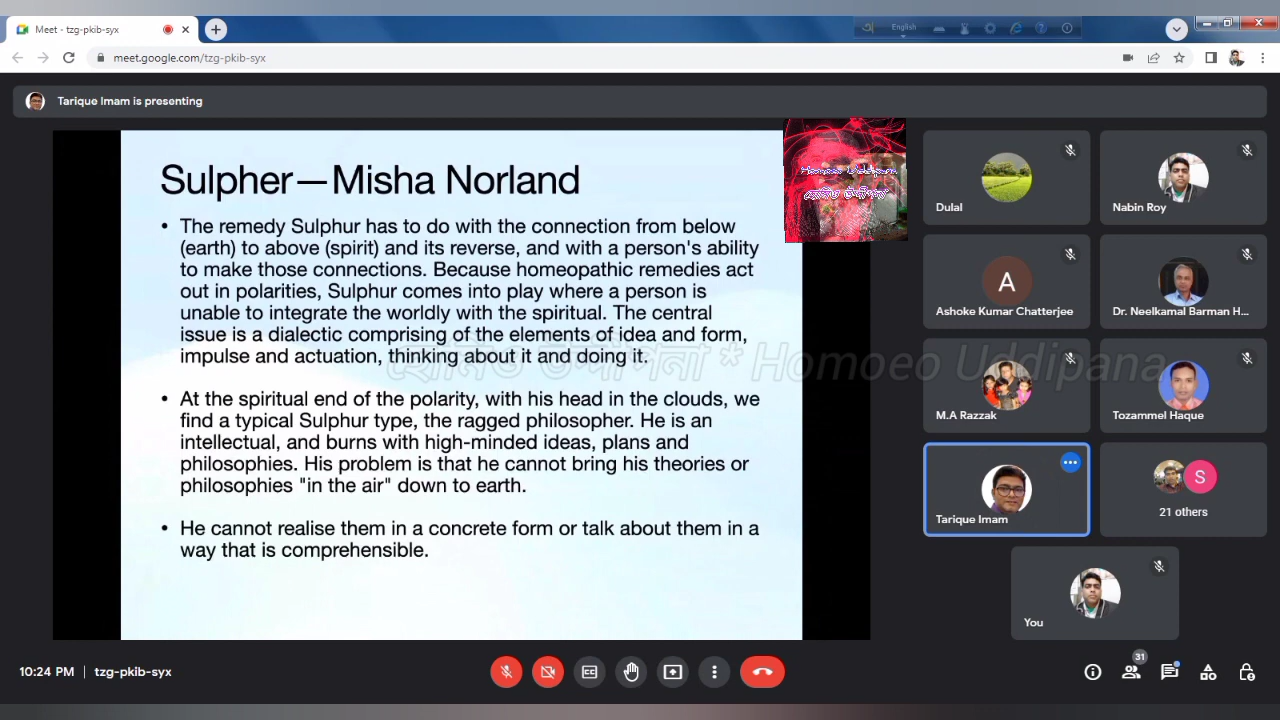 Meet - tzg-pkib-syx
English
meet.google.com/tzg-pkib-syx
Tarique Imam is presenting
Sulpher—Misha Norland
• The remedy Sulphur has to do with the connection from below
(earth) to above (spirit) and its reverse, and with a person's ability
to make those connections. Because homeopathic remedies act
out in polarities, Sulphur comes into play where a person is
unable to integrate the worldly with the spiritual. The central
issue is a dialectic comprising of the elements of idea and form,
impulse and actuation, thinking about it and doing it.
• At the spiritual end of the polarity, with his head in the clouds, we
find a typical Sulphur type, the ragged philosopher. He is an
intellectual, and burns with high-minded ideas, plans and
philosophies. His problem is that he cannot bring his theories or
philosophies "in the air" down to earth.
• He cannot realise them in a concrete form or talk about them in a
way that is comprehensible.
Homoeo Uddipana
হোমিও উদ্দীপনা
হোমিও উদ্দীপনা * Homoeo Uddipana
Dulal
Nabin Roy
A
Ashoke Kumar Chatterjee
Dr. Neelkamal Barman H...
M.A Razzak
Tozammel Haque
Tarique Imam
S
21 others
You
10:24 PM | tzg-pkib-syx
31